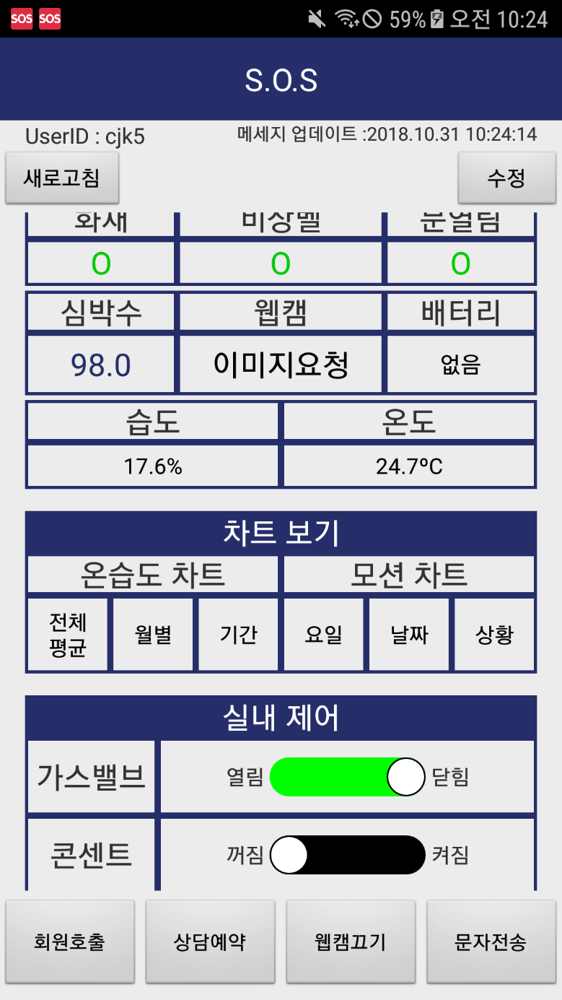 SOS SOS 59% 오전 10:24
S.O.S
UserID : cjk5 메세지 업데이트 :2018.10.31 10:24:14
새로고침 수정
화재 비상벨 문열림
O O O
심박수 웹캠 배터리
98.0 이미지요청 없음
습도 온도
17.6% 24.7ºC
차트 보기
온습도 차트 모션 차트
전체
평균 월별 기간 요일 날짜 상황
실내 제어
가스밸브 열림 닫힘
콘센트 꺼짐 켜짐
회원호출 상담예약 웹캠끄기 문자전송